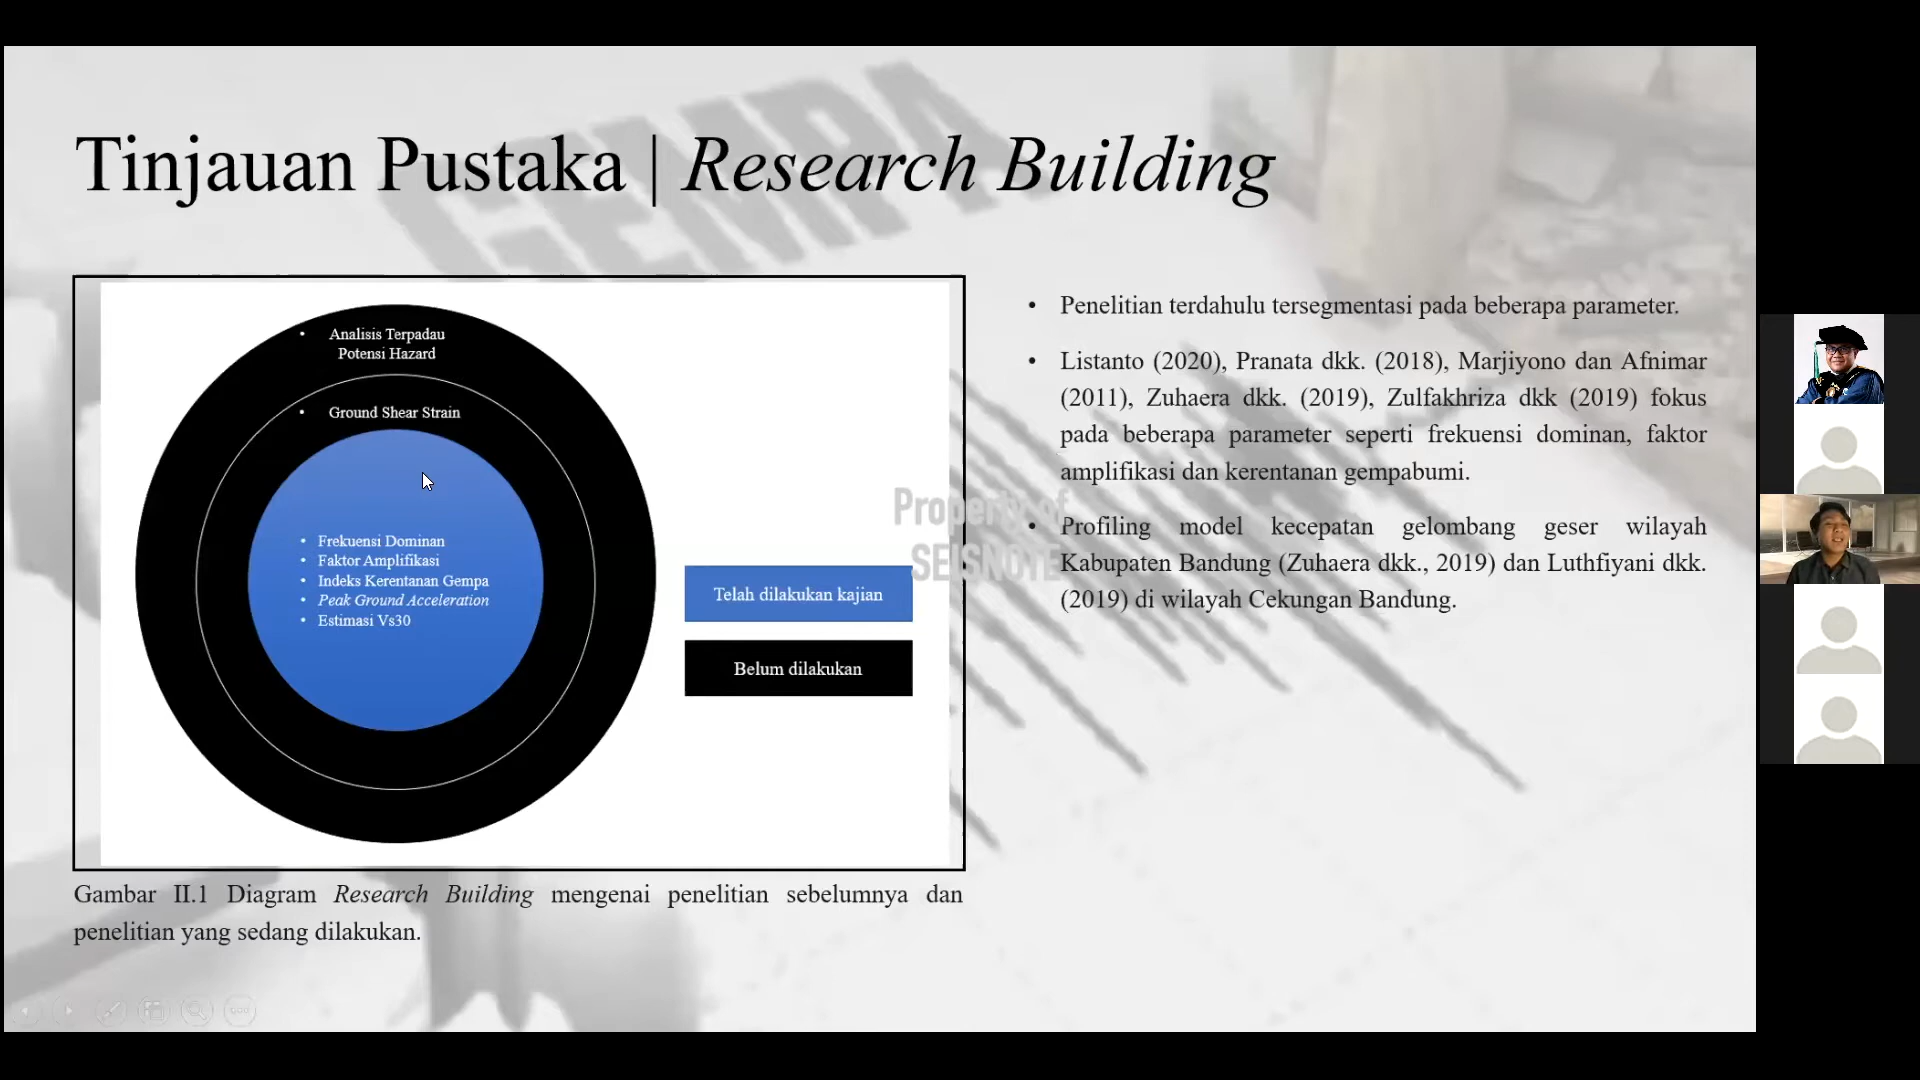 GEMPA
Tinjauan Pustaka | Research Building
• Analisis Terpadau
Potensi Hazard
• Ground Shear Strain
• Frekuensi Dominan
• Faktor Amplifikasi
• Indeks Kerentanan Gempa
• Peak Ground Acceleration
• Estimasi Vs30
Telah dilakukan kajian
Belum dilakukan
Gambar II.1 Diagram Research Building mengenai penelitian sebelumnya dan
penelitian yang sedang dilakukan.
• Penelitian terdahulu tersegmentasi pada beberapa parameter.
• Listanto (2020), Pranata dkk. (2018), Marjiyono dan Afnimar
(2011), Zuhaera dkk. (2019), Zulfakhriza dkk (2019) fokus
pada beberapa parameter seperti frekuensi dominan, faktor
amplifikasi dan kerentanan gempabumi.
• Profiling model kecepatan gelombang geser wilayah
Kabupaten Bandung (Zuhaera dkk., 2019) dan Luthfiyani dkk.
(2019) di wilayah Cekungan Bandung.
Property of
SEISNOTE